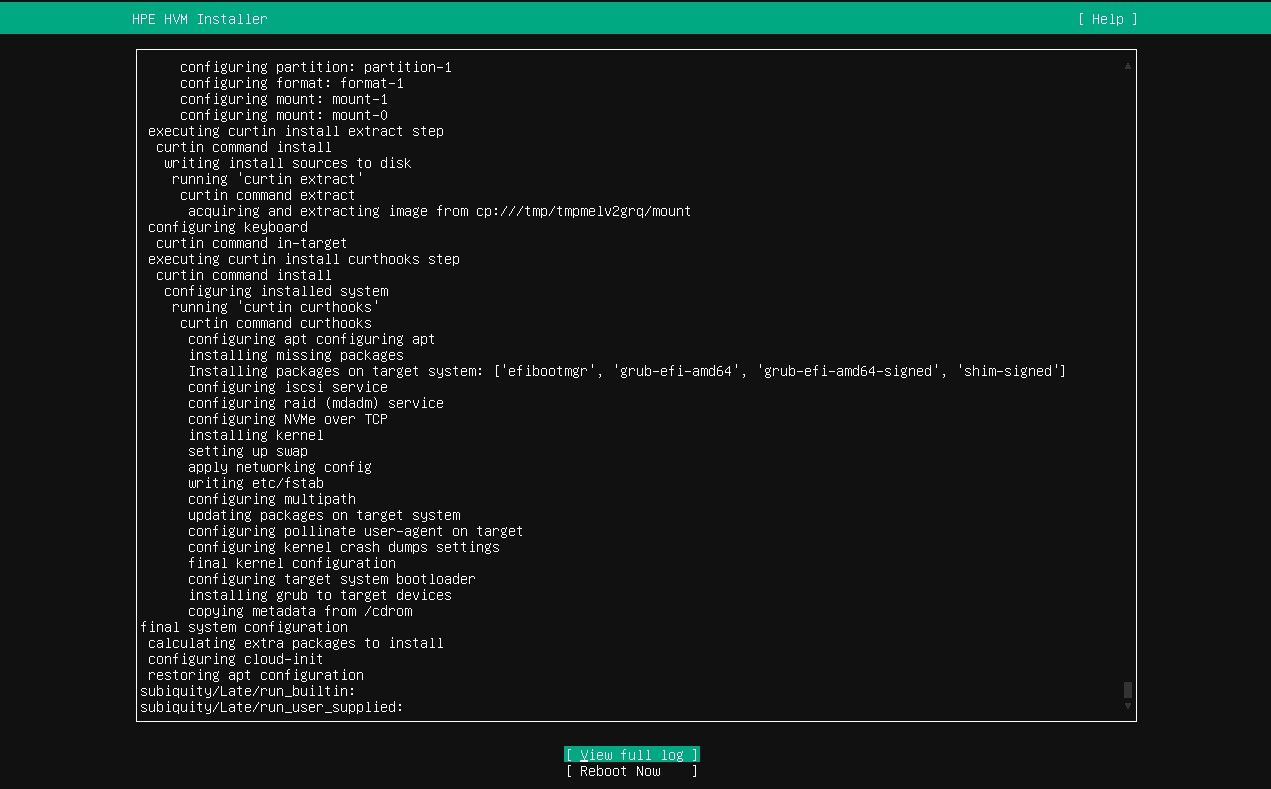 HPE HVM Installer [ Help ]
configuring partition: partition-1
configuring format: format-1
configuring mount: mount-1
configuring mount: mount-0
executing curtin install extract step
curtin command install
writing install sources to disk
running 'curtin extract'
curtin command extract
acquiring and extracting image from cp:///tmp/tmpmelv2grq/mount
configuring keyboard
curtin command in-target
executing curtin install curthooks step
curtin command install
configuring installed system
running 'curtin curthooks'
curtin command curthooks
configuring apt configuring apt
installing missing packages
Installing packages on target system: ['efibootmgr', 'grub-efi-amd64', 'grub-efi-amd64-signed', 'shim-signed']
configuring iscsi service
configuring raid (mdadm) service
configuring NVMe over TCP
installing kernel
setting up swap
apply networking config
writing etc/fstab
configuring multipath
updating packages on target system
configuring pollinate user-agent on target
configuring kernel crash dumps settings
final kernel configuration
configuring target system bootloader
installing grub to target devices
copying metadata from /cdrom
final system configuration
calculating extra packages to install
configuring cloud-init
restoring apt configuration
subiquity/Late/run_builtin:
subiquity/Late/run_user_supplied:
[ View full log ]
[ Reboot Now ]